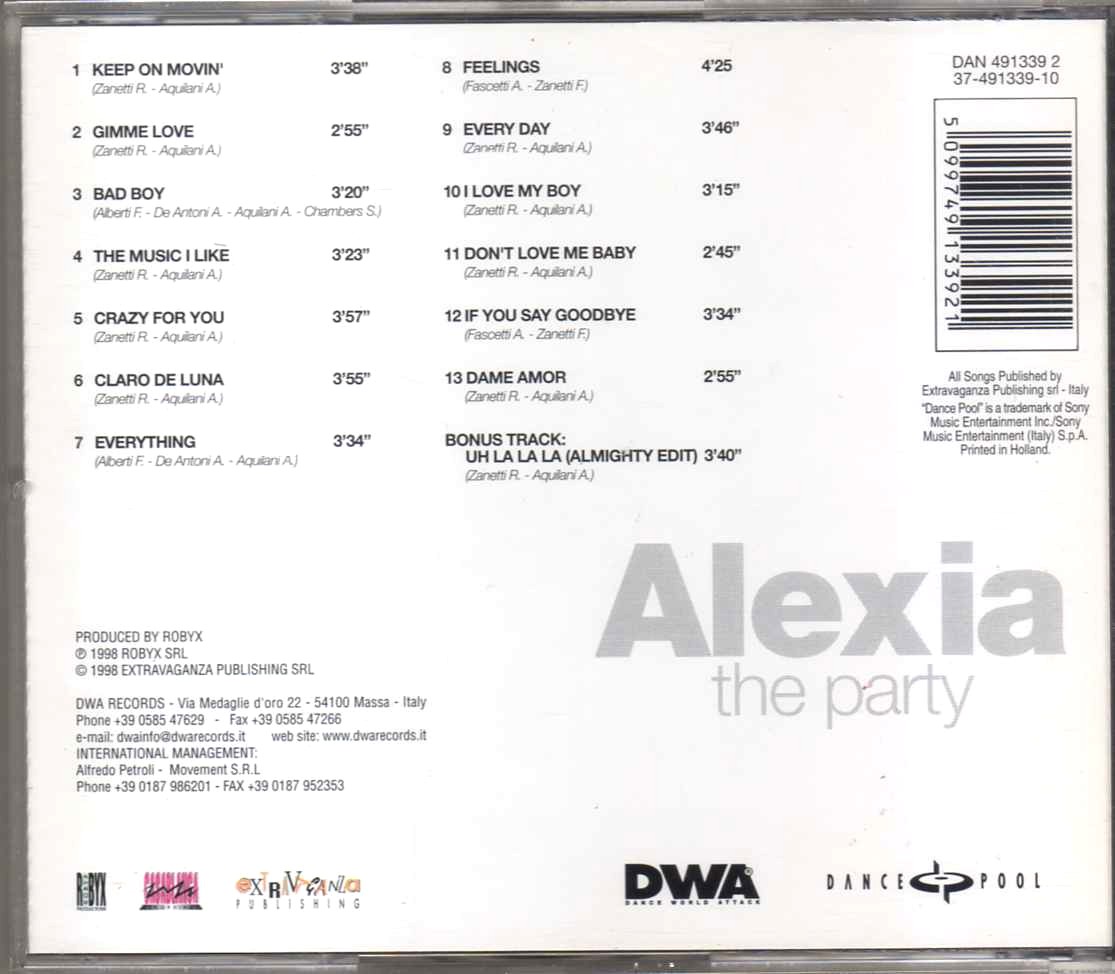 1 KEEP ON MOVIN' 3'38"
(Zanetti R. - Aquilani A.)
2 GIMME LOVE 2'55"
(Zanetti R. - Aquilani A.)
3 BAD BOY 3'20"
(Alberti F. - De Antoni A. - Aquilani A. - Chambers S.)
4 THE MUSIC I LIKE 3'23"
(Zanetti R. - Aquilani A.)
5 CRAZY FOR YOU 3'57"
(Zanetti R. - Aquilani A.)
6 CLARO DE LUNA 3'55"
(Zanetti R. - Aquilani A.)
7 EVERYTHING 3'34"
(Alberti F. - De Antoni A. - Aquilani A.)
8 FEELINGS 4'25
(Fascetti A. - Zanetti F.)
9 EVERY DAY 3'46"
(Zanetti R. - Aquilani A.)
10 I LOVE MY BOY 3'15"
(Zanetti R. - Aquilani A.)
11 DON'T LOVE ME BABY 2'45"
(Zanetti R. - Aquilani A.)
12 IF YOU SAY GOODBYE 3'34"
(Fascetti A. - Zanetti F.)
13 DAME AMOR 2'55"
(Zanetti R. - Aquilani A.)
BONUS TRACK:
UH LA LA LA (ALMIGHTY EDIT) 3'40"
(Zanetti R. - Aquilani A.)
DAN 491339 2
37-491339-10
5 099749 133921
All Songs Published by
Extravaganza Publishing srl - Italy
"Dance Pool" is a trademark of Sony
Music Entertainment Inc./Sony
Music Entertainment (Italy) S.p.A.
Printed in Holland.
Alexia
the party
PRODUCED BY ROBYX
℗ 1998 ROBYX SRL
© 1998 EXTRAVAGANZA PUBLISHING SRL
DWA RECORDS - Via Medaglie d'oro 22 - 54100 Massa - Italy
Phone +39 0585 47629 - Fax +39 0585 47266
e-mail: dwainfo@dwarecords.it web site: www.dwarecords.it
INTERNATIONAL MANAGEMENT:
Alfredo Petroli - Movement S.R.L
Phone +39 0187 986201 - FAX +39 0187 952353
ROBYX
EXTRAVAGANZA
PUBLISHING
DWA®
DANCE WORLD ATTACK
DANCE POOL